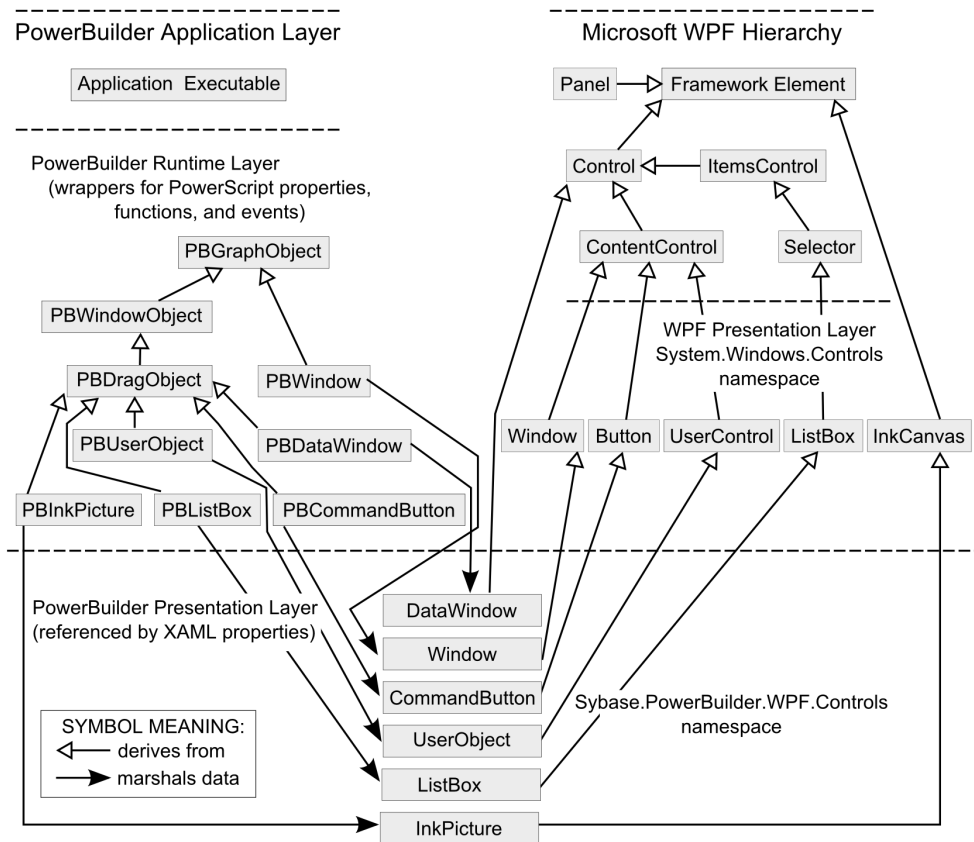 PowerBuilder Application Layer
Application Executable
PowerBuilder Runtime Layer
(wrappers for PowerScript properties,
functions, and events)
PBGraphObject
PBWindowObject
PBDragObject
PBWindow
PBUserObject
PBDataWindow
PBInkPicture
PBListBox
PBCommandButton
Microsoft WPF Hierarchy
Panel
Framework Element
Control
ItemsControl
ContentControl
Selector
WPF Presentation Layer
System.Windows.Controls
namespace
Window
Button
UserControl
ListBox
InkCanvas
PowerBuilder Presentation Layer
(referenced by XAML properties)
DataWindow
Window
CommandButton
UserObject
ListBox
InkPicture
Sybase.PowerBuilder.WPF.Controls
namespace
SYMBOL MEANING:
derives from
marshals data